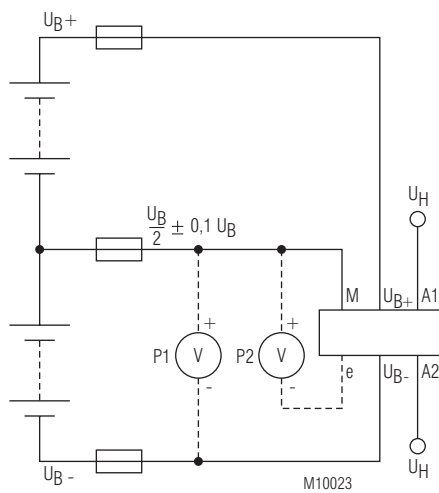 UB+
UB/2 ± 0,1 UB
UH
M UB+ A1
+ +
P1 V P2 V
- -
e UB- A2
UB-
UH
M10023